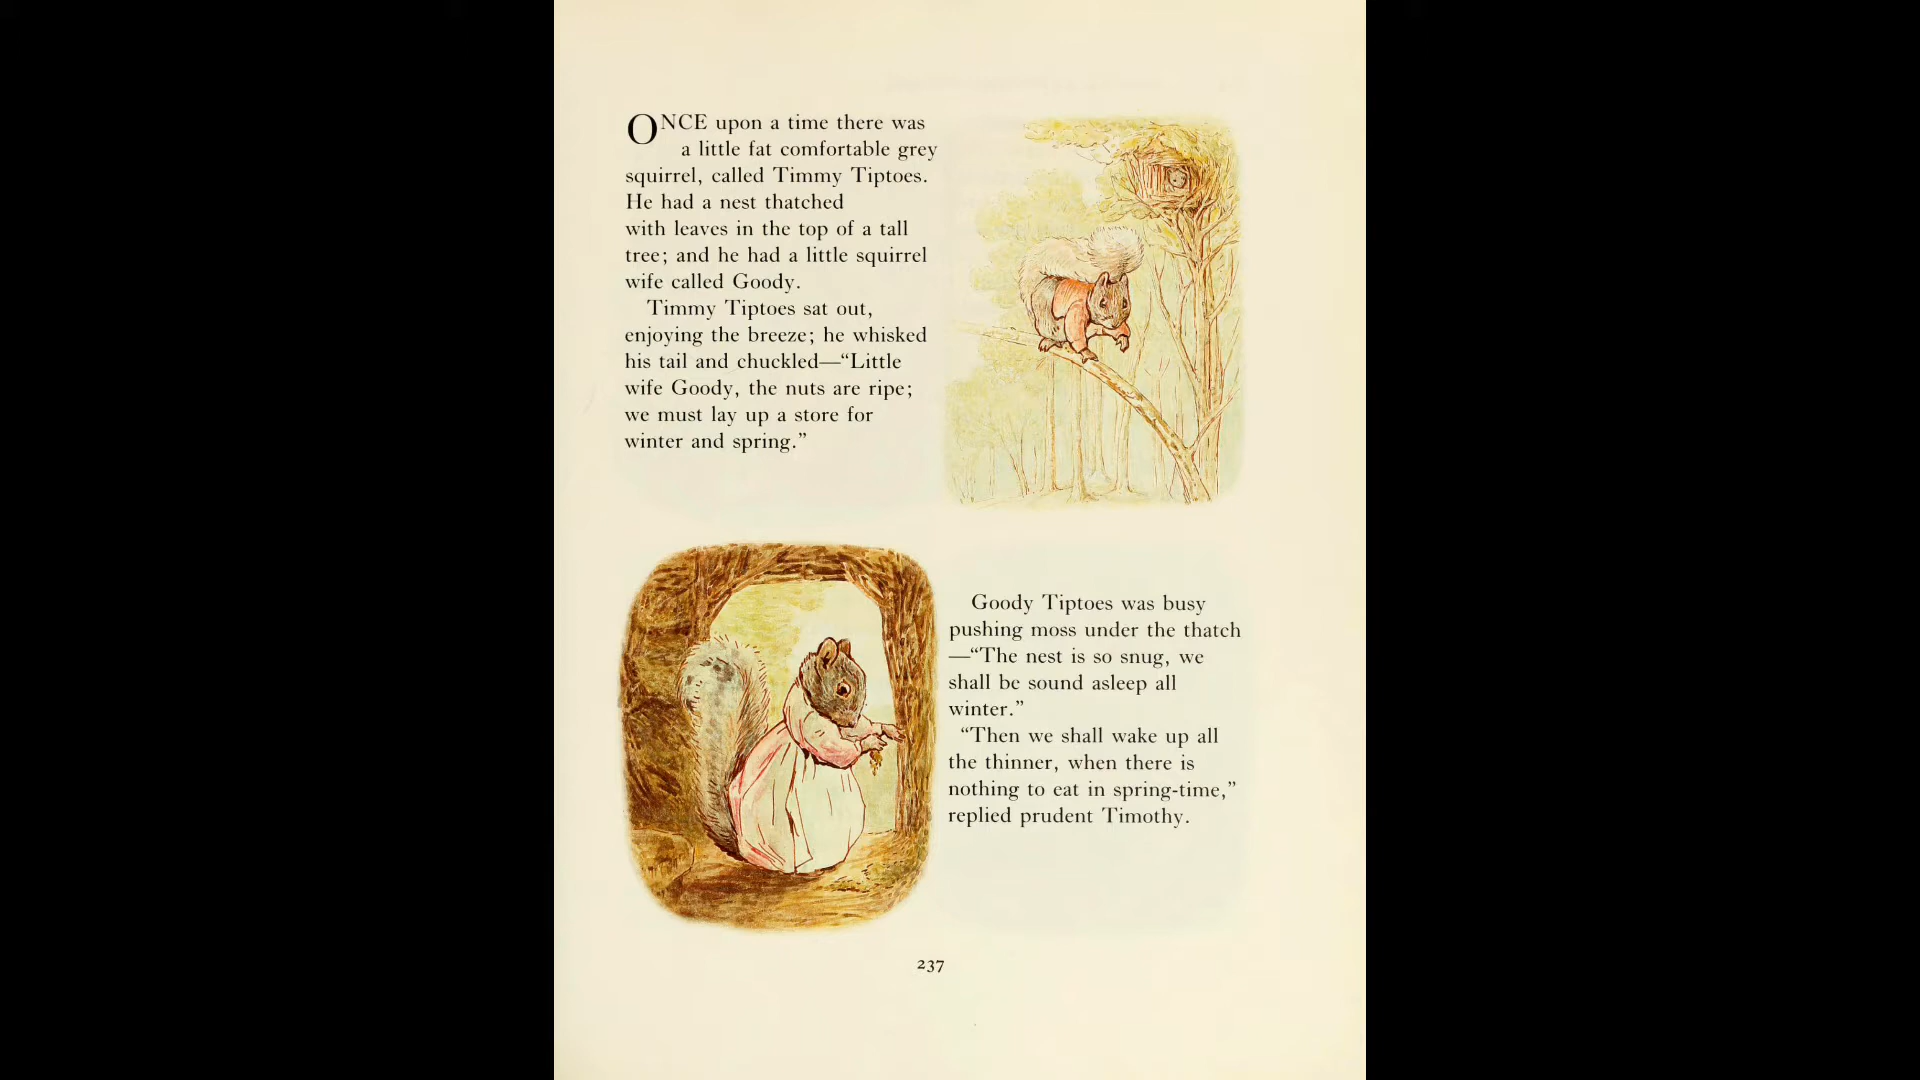 ONCE upon a time there was
a little fat comfortable grey
squirrel, called Timmy Tiptoes.
He had a nest thatched
with leaves in the top of a tall
tree; and he had a little squirrel
wife called Goody.
Timmy Tiptoes sat out,
enjoying the breeze; he whisked
his tail and chuckled—“Little
wife Goody, the nuts are ripe;
we must lay up a store for
winter and spring.”
Goody Tiptoes was busy
pushing moss under the thatch
—“The nest is so snug, we
shall be sound asleep all
winter.”
“Then we shall wake up all
the thinner, when there is
nothing to eat in spring-time,”
replied prudent Timothy.
237